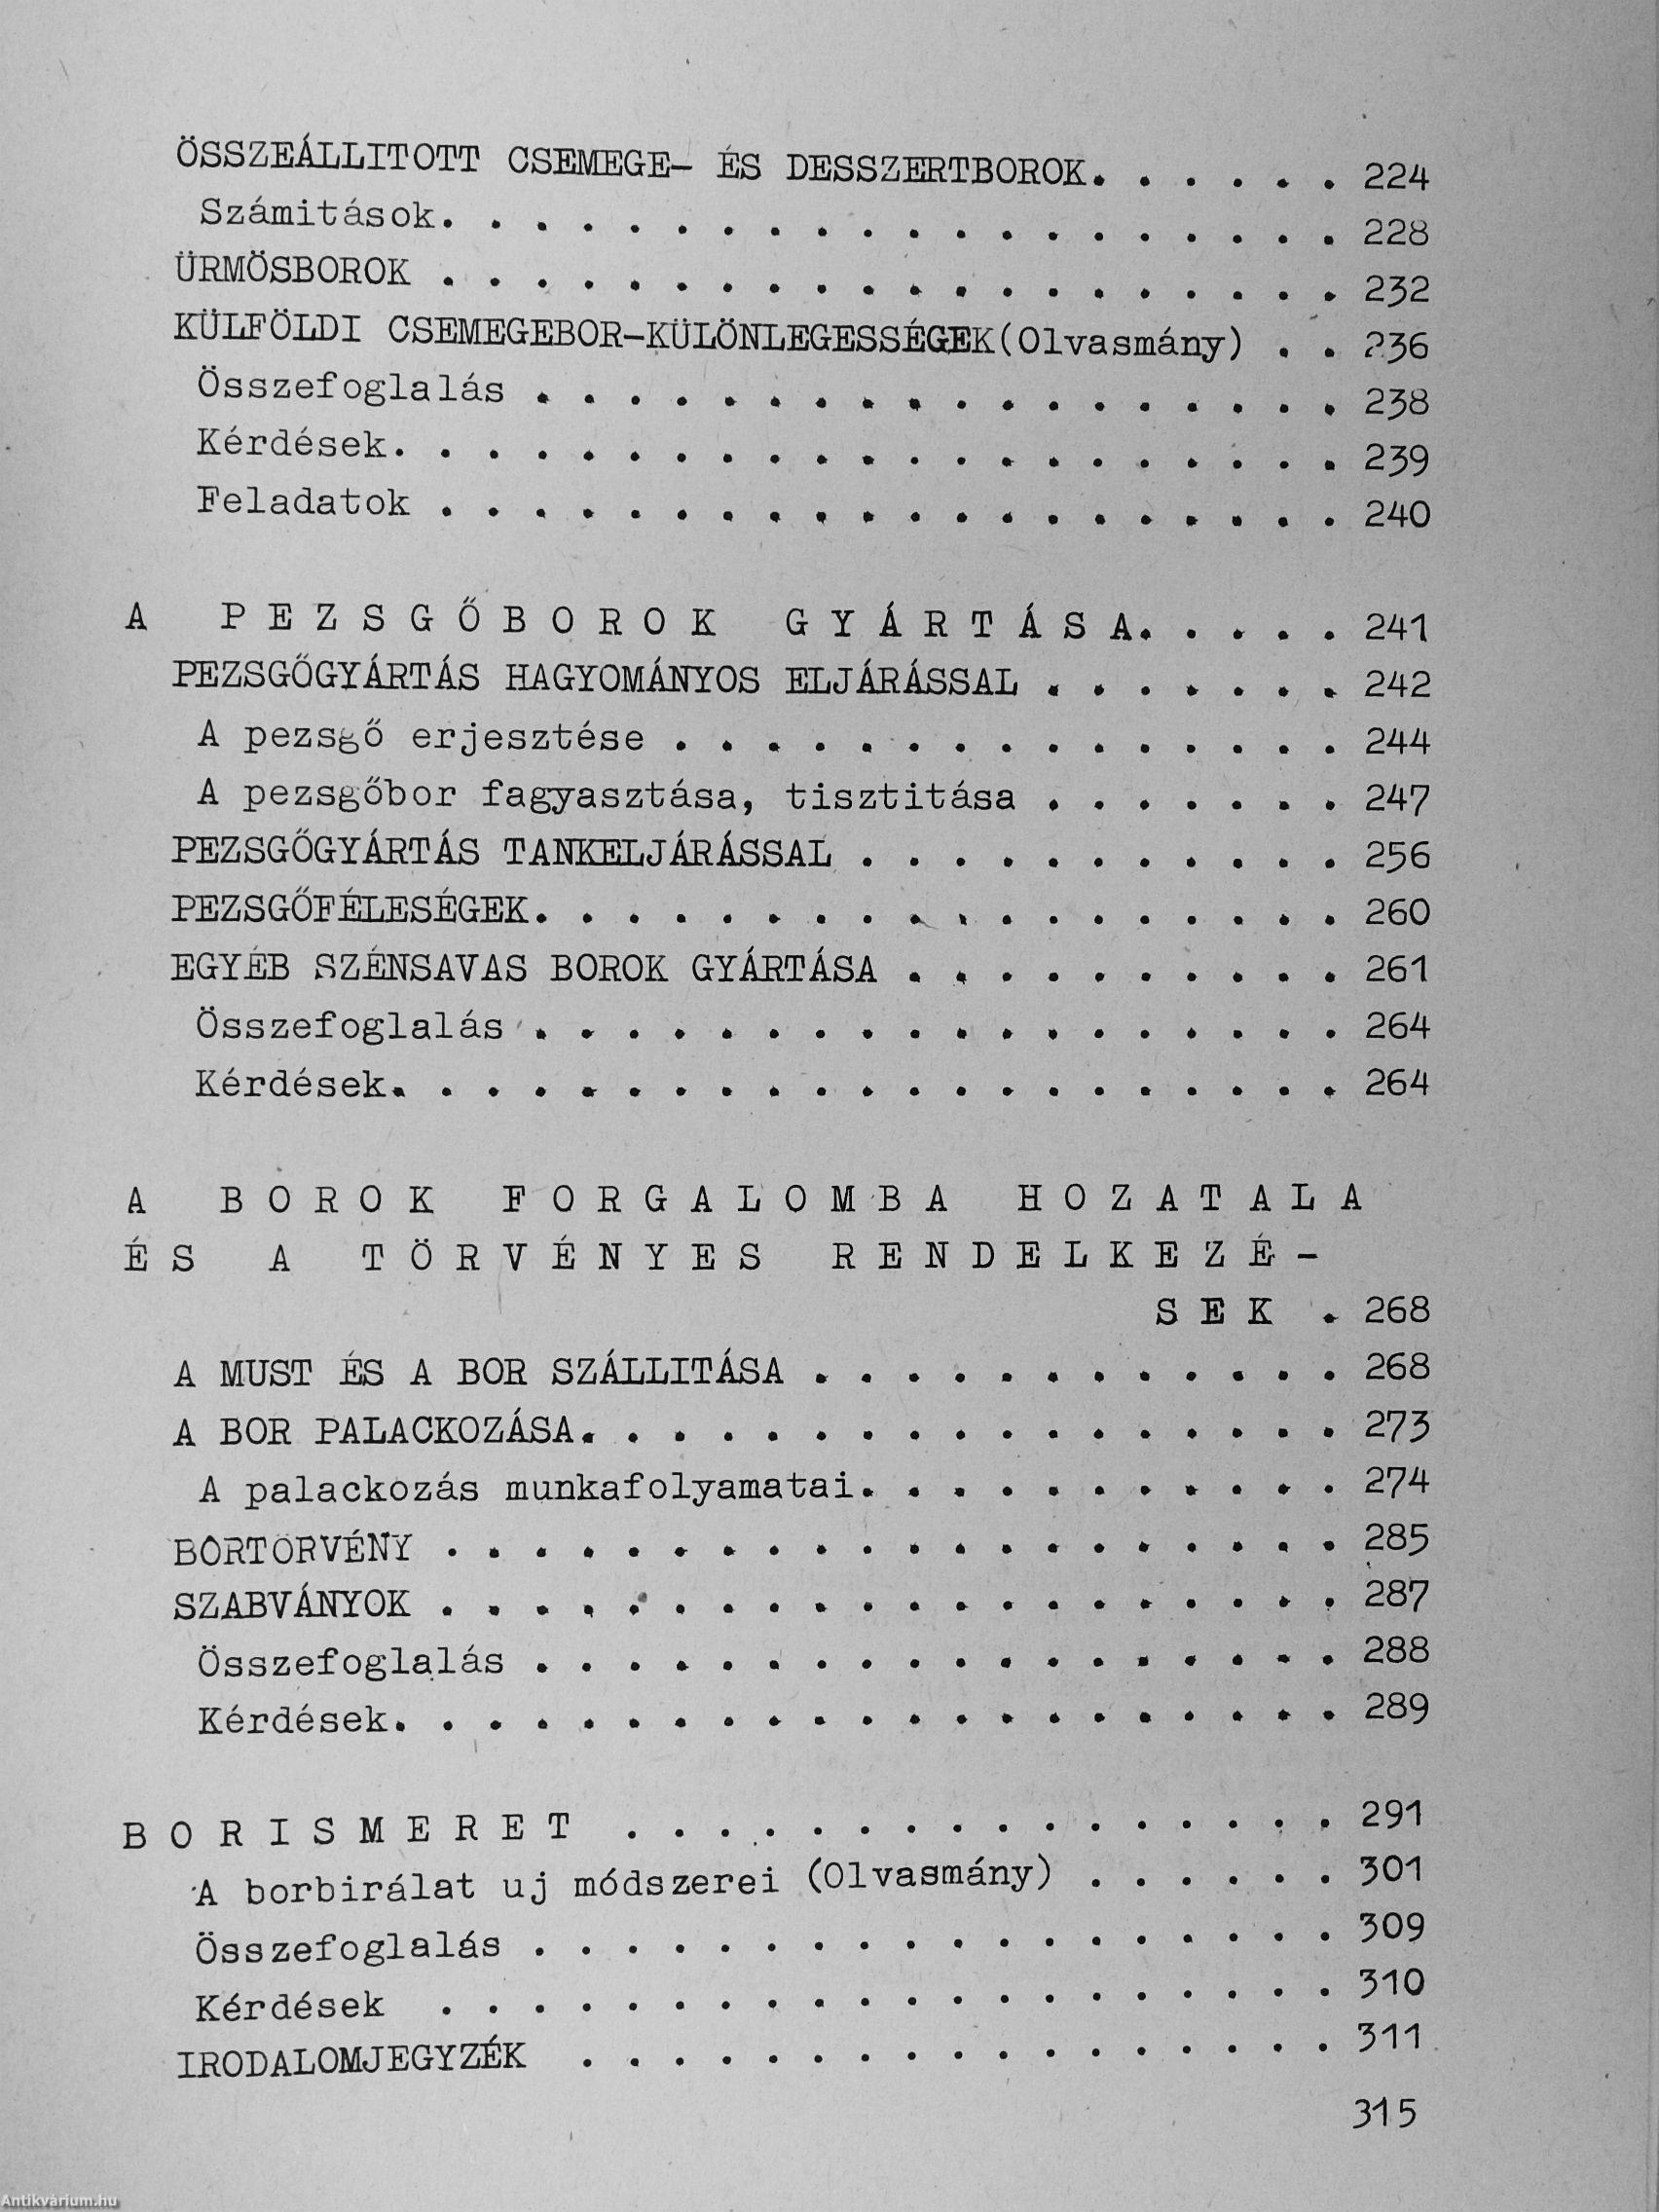 ÖSSZEÁLLITOTT CSEMEGE- ÉS DESSZERTBOROK. . . . . . 224
Számitások. . . . . . . . . . . . . . . . . . . . 228
ÜRMÖSBOROK . . . . . . . . . . . . . . . . . . . . 232
KÜLFÖLDI CSEMEGEBOR-KÜLÖNLEGESSÉGEK(Olvasmány) . . 236
Összefoglalás . . . . . . . . . . . . . . . . . . 238
Kérdések. . . . . . . . . . . . . . . . . . . . . 239
Feladatok . . . . . . . . . . . . . . . . . . . . 240
A PEZSGŐBOROK GYÁRTÁSA. . . . . 241
PEZSGŐGYÁRTÁS HAGYOMÁNYOS ELJÁRÁSSAL . . . . . . . 242
A pezsgő erjesztése . . . . . . . . . . . . . . . 244
A pezsgőbor fagyasztása, tisztitása . . . . . . . 247
PEZSGŐGYÁRTÁS TANKELJÁRÁSSAL . . . . . . . . . . . 256
PEZSGŐFÉLESÉGEK. . . . . . . . . . . . . . . . . . 260
EGYÉB SZÉNSAVAS BOROK GYÁRTÁSA . . . . . . . . . . 261
Összefoglalás . . . . . . . . . . . . . . . . . . 264
Kérdések. . . . . . . . . . . . . . . . . . . . . 264
A BOROK FORGALOMBA HOZATALA
ÉS A TÖRVÉNYES RENDELKEZÉ-
SEK . 268
A MUST ÉS A BOR SZÁLLITÁSA . . . . . . . . . . . . 268
A BOR PALACKOZÁSA. . . . . . . . . . . . . . . . . 273
A palackozás munkafolyamatai. . . . . . . . . . . 274
BORTÖRVÉNY . . . . . . . . . . . . . . . . . . . . 285
SZABVÁNYOK . . . . . . . . . . . . . . . . . . . . 287
Összefoglalás . . . . . . . . . . . . . . . . . . 288
Kérdések. . . . . . . . . . . . . . . . . . . . . 289
BORISMERET . . . . . . . . . . . . . . . . 291
A borbirálat uj módszerei (Olvasmány) . . . . . . 301
Összefoglalás . . . . . . . . . . . . . . . . . . 309
Kérdések . . . . . . . . . . . . . . . . . . . . 310
IRODALOMJEGYZÉK . . . . . . . . . . . . . . . . . 311
315
Antikvárium.hu